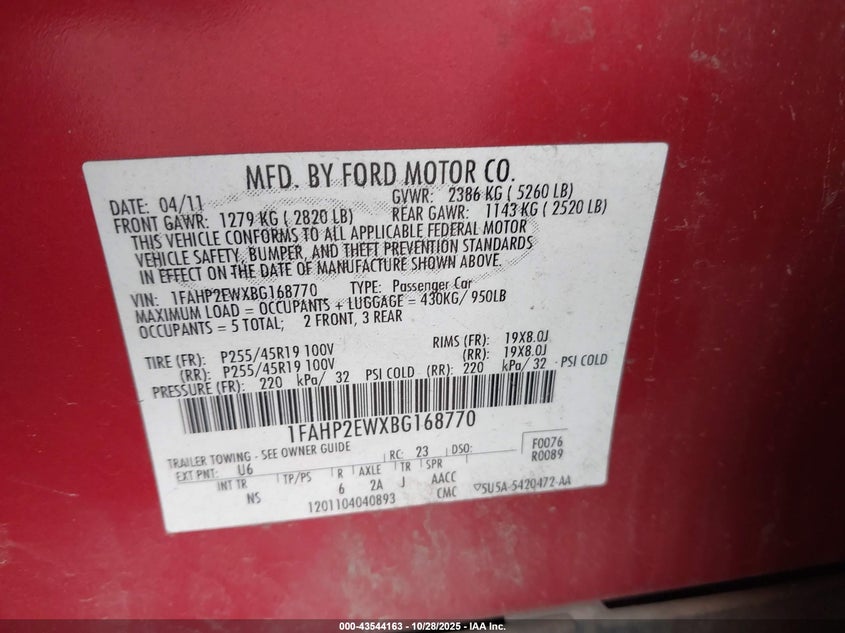 MFD. BY FORD MOTOR CO.
DATE: 04/11 GVWR: 2386 KG ( 5260 LB)
FRONT GAWR: 1279 KG ( 2820 LB) REAR GAWR: 1143 KG ( 2520 LB)
THIS VEHICLE CONFORMS TO ALL APPLICABLE FEDERAL MOTOR
VEHICLE SAFETY, BUMPER, AND THEFT PREVENTION STANDARDS
IN EFFECT ON THE DATE OF MANUFACTURE SHOWN ABOVE.
VIN: 1FAHP2EWXBG168770 TYPE: Passenger Car
MAXIMUM LOAD = OCCUPANTS + LUGGAGE = 430KG/ 950LB
OCCUPANTS = 5 TOTAL; 2 FRONT, 3 REAR
TIRE (FR): P255/45R19 100V RIMS (FR): 19X8.0J
(RR): P255/45R19 100V (RR): 19X8.0J
PRESSURE (FR): 220 kPa/ 32 PSI COLD (RR): 220 kPa/ 32 PSI COLD
1FAHP2EWXBG168770
TRAILER TOWING - SEE OWNER GUIDE F0076
EXT PNT: U6 RC: 23 DSO: R0089
INT TR TP/PS R AXLE TR SPR
NS 6 2A J AACC
1201104040893 CMC 5U5A-5420472-AA
000-43544163 - 10/28/2025 - IAA Inc.